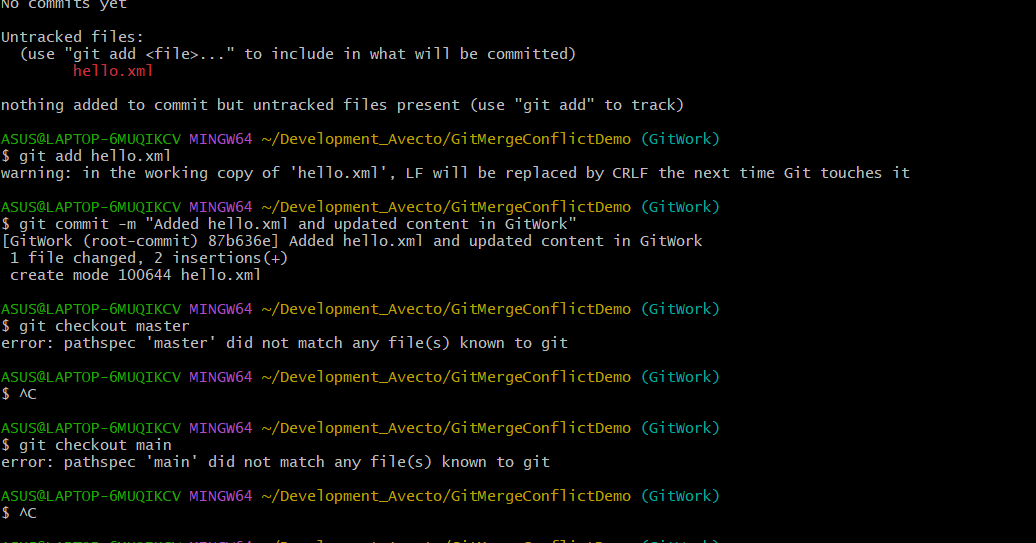 No commits yet
Untracked files:
(use "git add <file>..." to include in what will be committed)
hello.xml
nothing added to commit but untracked files present (use "git add" to track)
ASUS@LAPTOP-6MUQIKCV MINGW64 ~/Development_Avecto/GitMergeConflictDemo (GitWork)
$ git add hello.xml
warning: in the working copy of 'hello.xml', LF will be replaced by CRLF the next time Git touches it
ASUS@LAPTOP-6MUQIKCV MINGW64 ~/Development_Avecto/GitMergeConflictDemo (GitWork)
$ git commit -m "Added hello.xml and updated content in GitWork"
[GitWork (root-commit) 87b636e] Added hello.xml and updated content in GitWork
1 file changed, 2 insertions(+)
create mode 100644 hello.xml
ASUS@LAPTOP-6MUQIKCV MINGW64 ~/Development_Avecto/GitMergeConflictDemo (GitWork)
$ git checkout master
error: pathspec 'master' did not match any file(s) known to git
ASUS@LAPTOP-6MUQIKCV MINGW64 ~/Development_Avecto/GitMergeConflictDemo (GitWork)
$ ^C
ASUS@LAPTOP-6MUQIKCV MINGW64 ~/Development_Avecto/GitMergeConflictDemo (GitWork)
$ git checkout main
error: pathspec 'main' did not match any file(s) known to git
ASUS@LAPTOP-6MUQIKCV MINGW64 ~/Development_Avecto/GitMergeConflictDemo (GitWork)
$ ^C